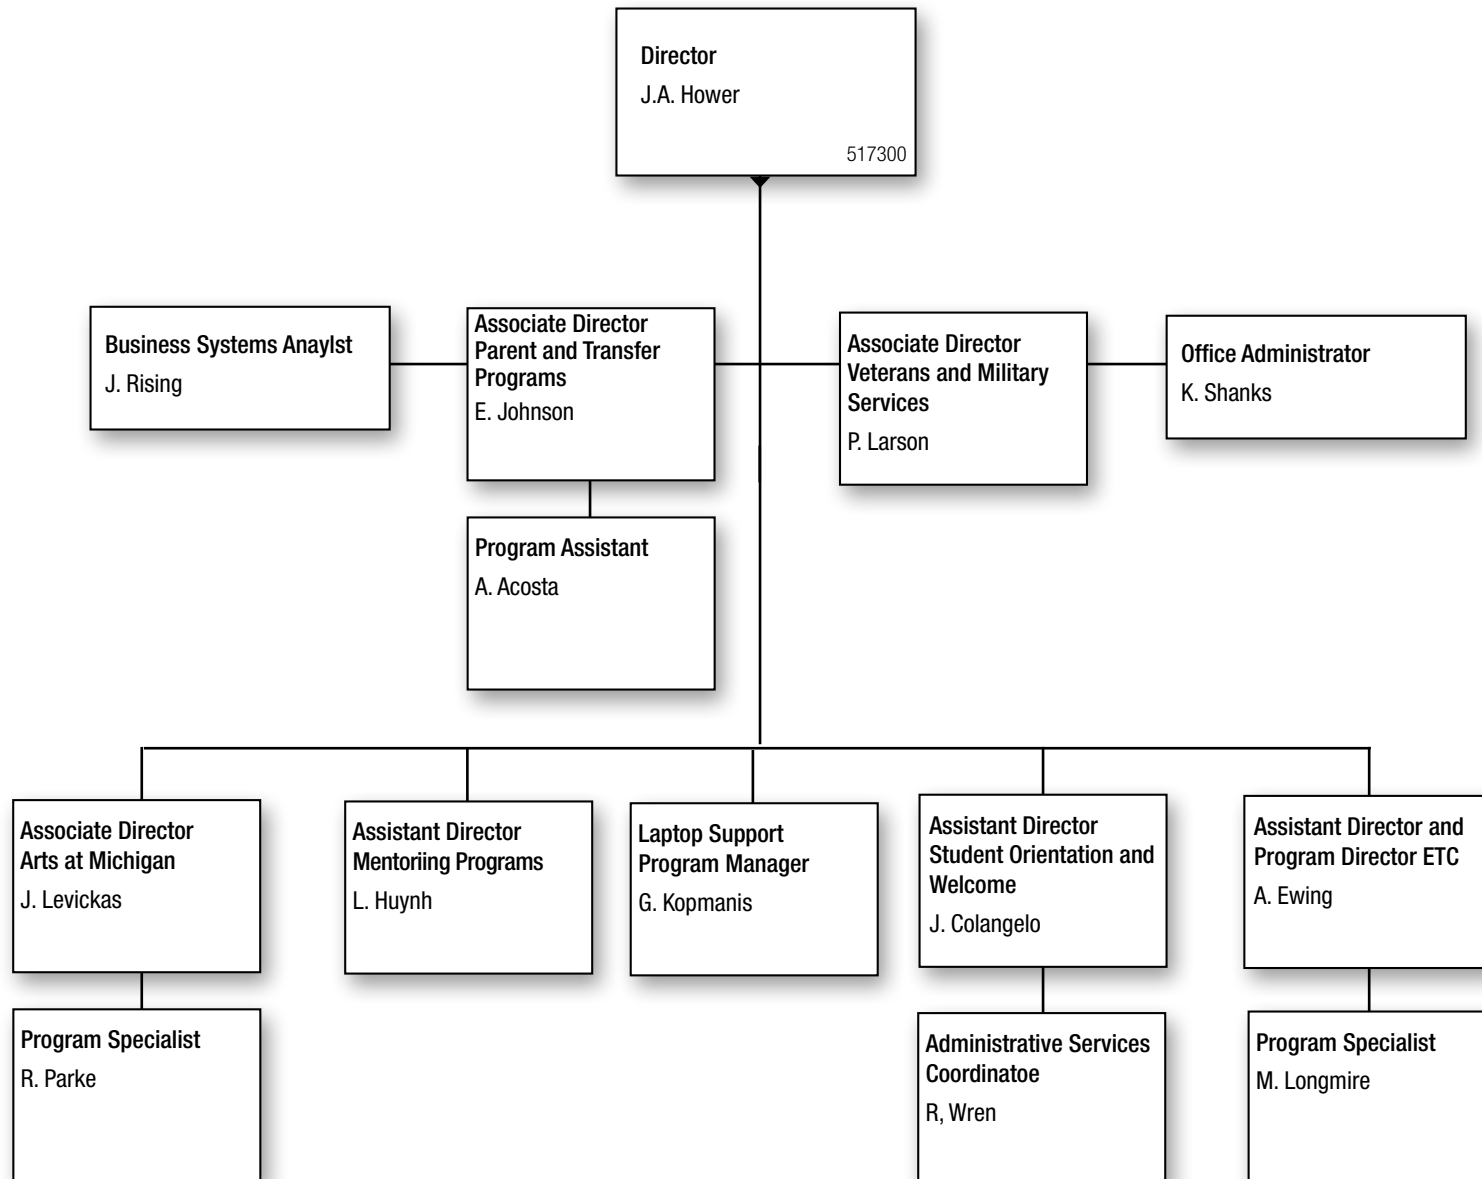 Director
J.A. Hower
517300
Business Systems Anaylst
J. Rising
Associate Director
Parent and Transfer
Programs
E. Johnson
Associate Director
Veterans and Military
Services
P. Larson
Office Administrator
K. Shanks
Program Assistant
A. Acosta
Associate Director
Arts at Michigan
J. Levickas
Assistant Director
Mentoriing Programs
L. Huynh
Laptop Support
Program Manager
G. Kopmanis
Assistant Director
Student Orientation and
Welcome
J. Colangelo
Assistant Director and
Program Director ETC
A. Ewing
Program Specialist
R. Parke
Administrative Services
Coordinatoe
R, Wren
Program Specialist
M. Longmire